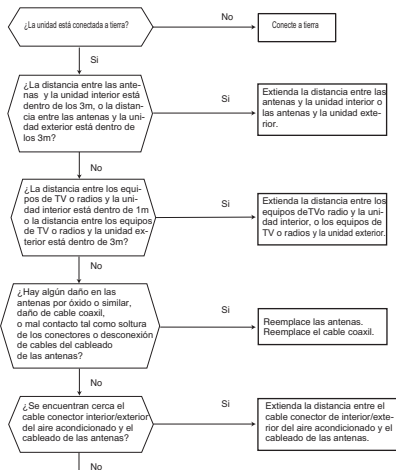 ¿La unidad está conectada a tierra?
No
Conecte a tierra
Si
¿La distancia entre las ante-
nas y la unidad interior está
dentro de los 3m, o la distan-
cia entre las antenas y la uni-
dad exterior está dentro de
los 3m?
Si
Extienda la distancia entre las
antenas y la unidad interior o
las antenas y la unidad exte-
rior.
No
¿La distancia entre los equi-
pos de TV o radios y la uni-
dad interior está dentro de 1m
o la distancia entre los equipos
de TV o radios y la unidad ex-
terior está dentro de 3m?
Si
Extienda la distancia entre los
equipos deTVo radio y la uni-
dad interior, o los equipos de
TV o radios y la unidad exterior.
No
¿Hay algún daño en las
antenas por óxido o similar,
daño de cable coaxil,
o mal contacto tal como soltura
de los conectores o desconexión
de cables del cableado
de las antenas?
Si
Reemplace las antenas.
Reemplace el cable coaxil.
No
¿Se encuentran cerca el
cable conector interior/exterior
del aire acondicionado y el
cableado de las antenas?
Si
Extienda la distancia entre el
cable conector de interior/exte-
rior del aire acondicionado y el
cableado de las antenas.
No